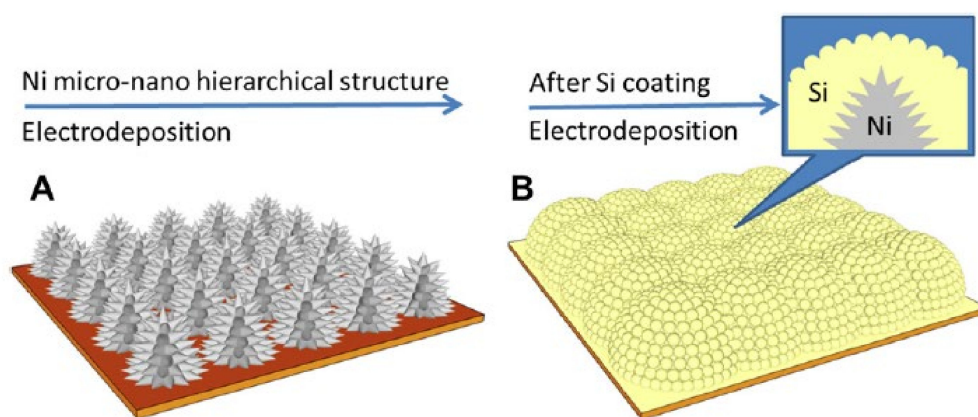 Ni micro-nano hierarchical structure
Electrodeposition
After Si coating
Electrodeposition
Si
Ni
A
B